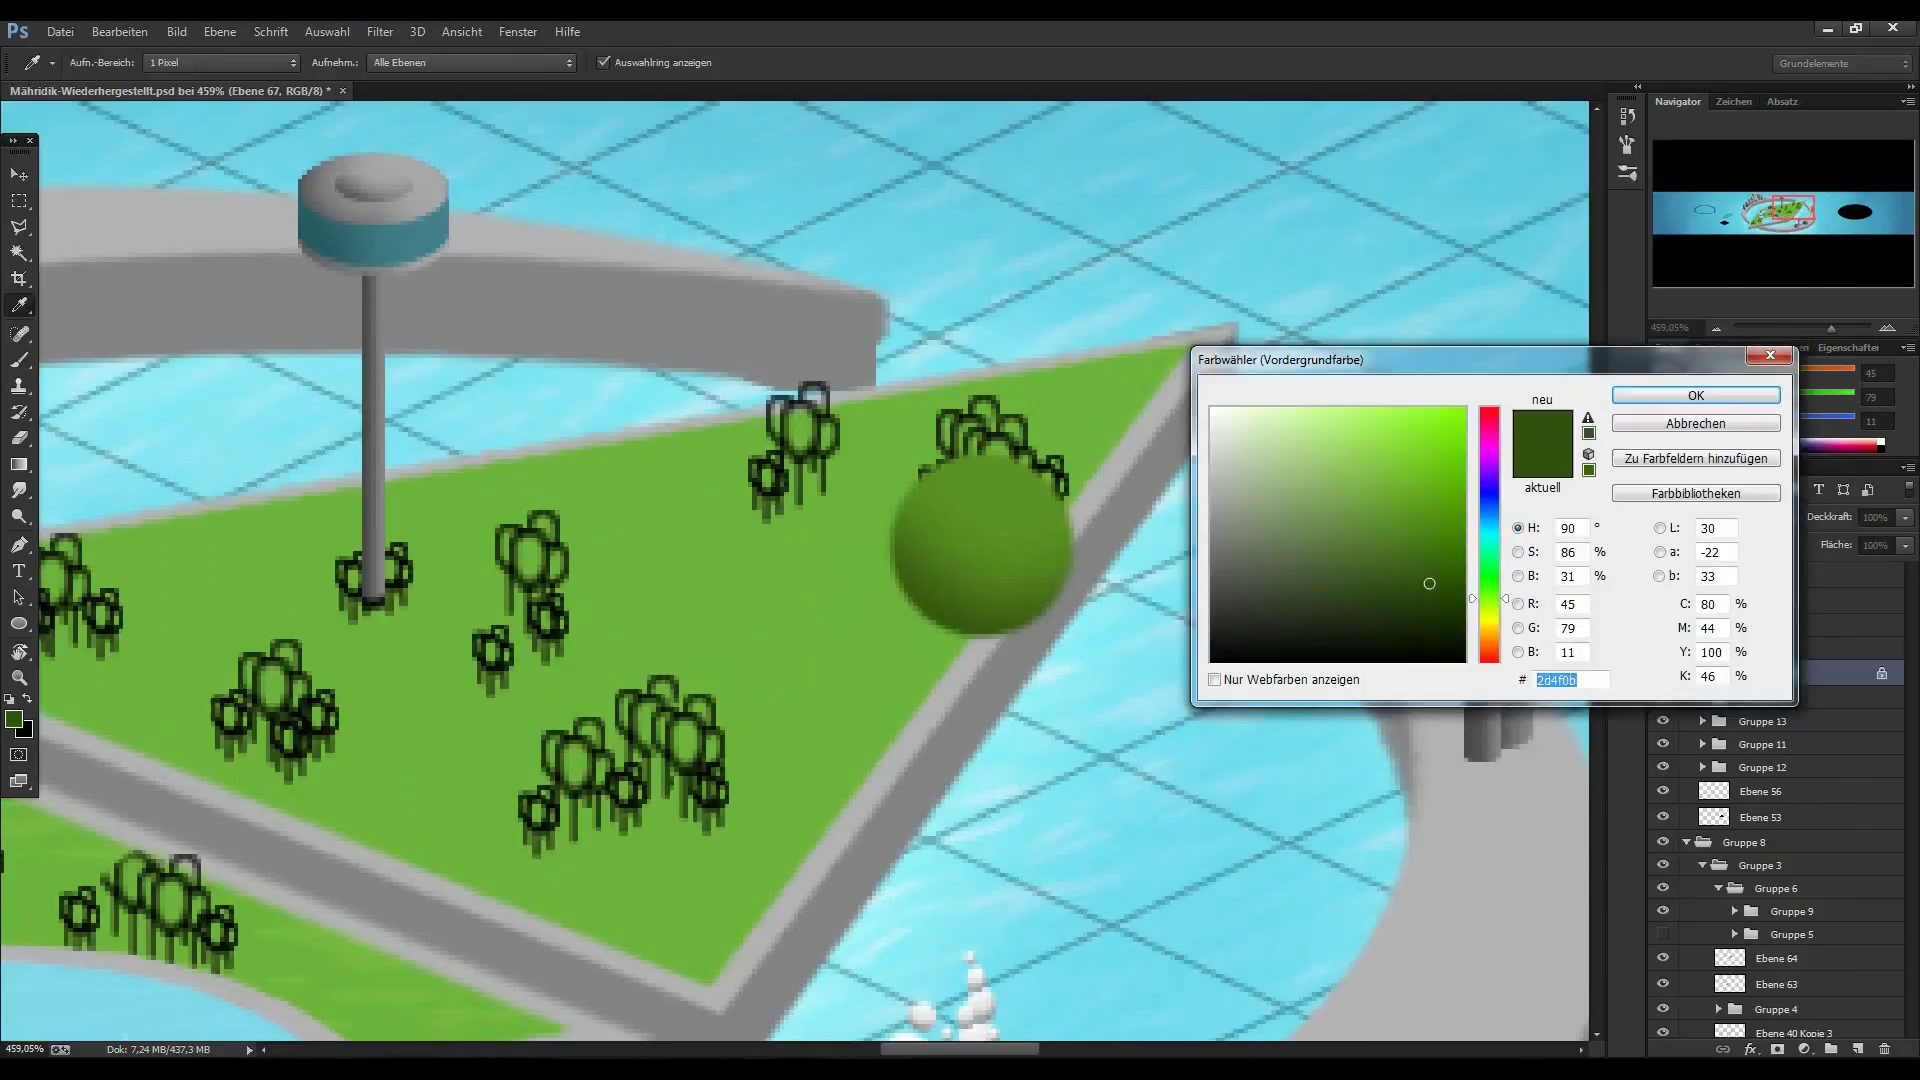 Ps Datei Bearbeiten Bild Ebene Schrift Auswahl Filter 3D Ansicht Fenster Hilfe
Aufn.-Bereich: 1 Pixel Aufnehm.: Alle Ebenen Auswahlring anzeigen Grundelemente
Mähridik-Wiederhergestellt.psd bei 459% (Ebene 67, RGB/8) * ×
Navigator Zeichen Absatz
459,05%
Eigenschaften
45
79
11
Deckkraft: 100%
Fläche: 100%
Farbwähler (Vordergrundfarbe)
neu
aktuell
OK
Abbrechen
Zu Farbfeldern hinzufügen
Farbbibliotheken
H: 90 ° L: 30
S: 86 % a: -22
B: 31 % b: 33
R: 45 C: 80 %
G: 79 M: 44 %
B: 11 Y: 100 %
# 2d4f0b K: 46 %
Nur Webfarben anzeigen
Gruppe 13
Gruppe 11
Gruppe 12
Ebene 56
Ebene 53
Gruppe 8
Gruppe 3
Gruppe 6
Gruppe 9
Gruppe 5
Ebene 64
Ebene 63
Gruppe 4
Ebene 40 Kopie 3
fx
459,05% Dok: 7,24 MB/437,3 MB